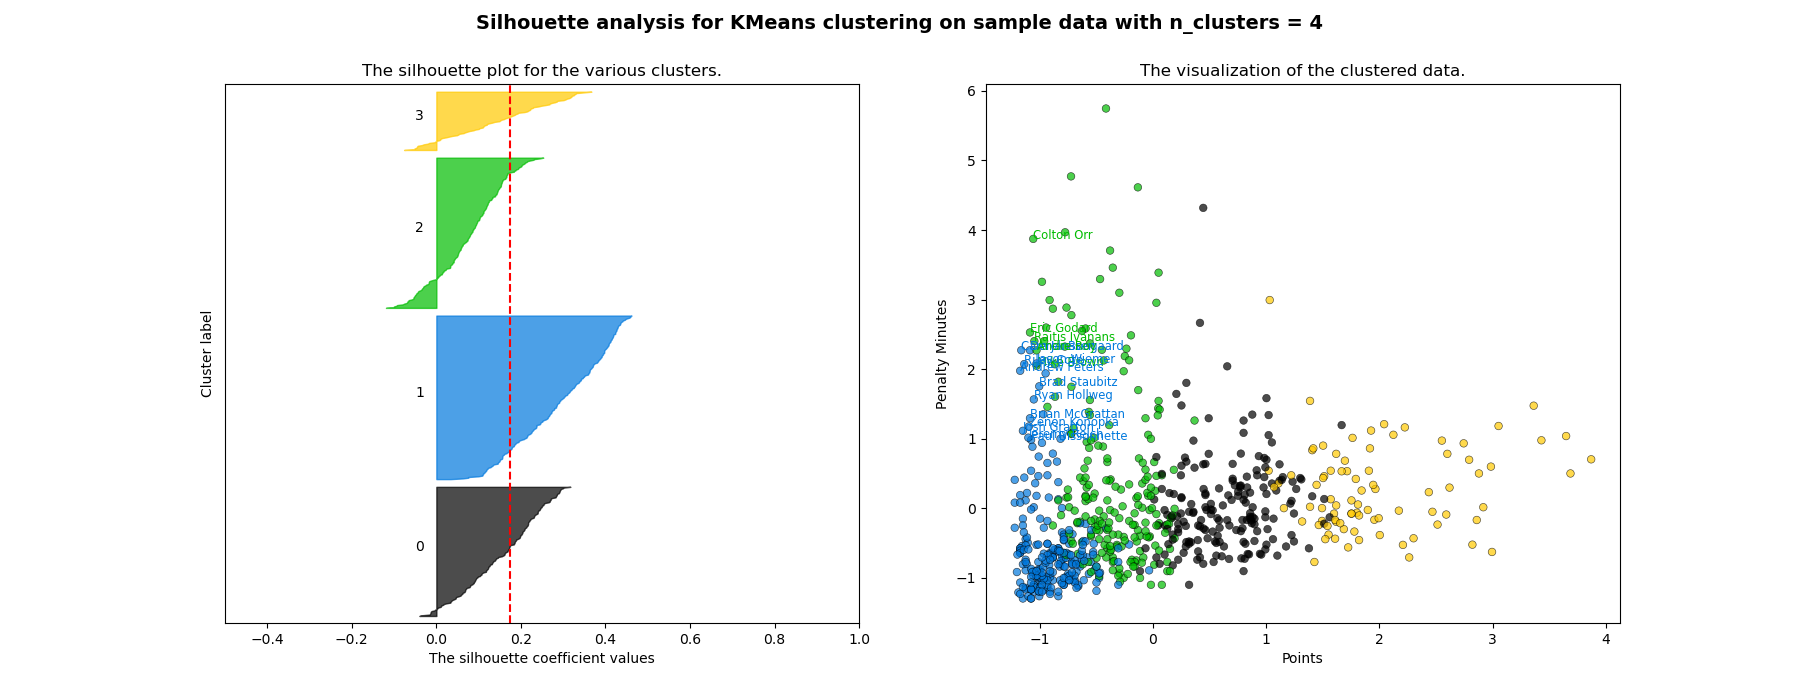 Silhouette analysis for KMeans clustering on sample data with n_clusters = 4
The silhouette plot for the various clusters.
3
2
1
0
Cluster label
−0.4
−0.2
0.0
0.2
0.4
0.6
0.8
1.0
The silhouette coefficient values
The visualization of the clustered data.
6
5
4
3
2
1
0
−1
Penalty Minutes
Colton Orr
Eric Godard
Raitis Ivanans
Andrew Peters
Brad Staubitz
Ryan Hollweg
Brian McGrattan
Zenon Konopka
−1
0
1
2
3
4
Points